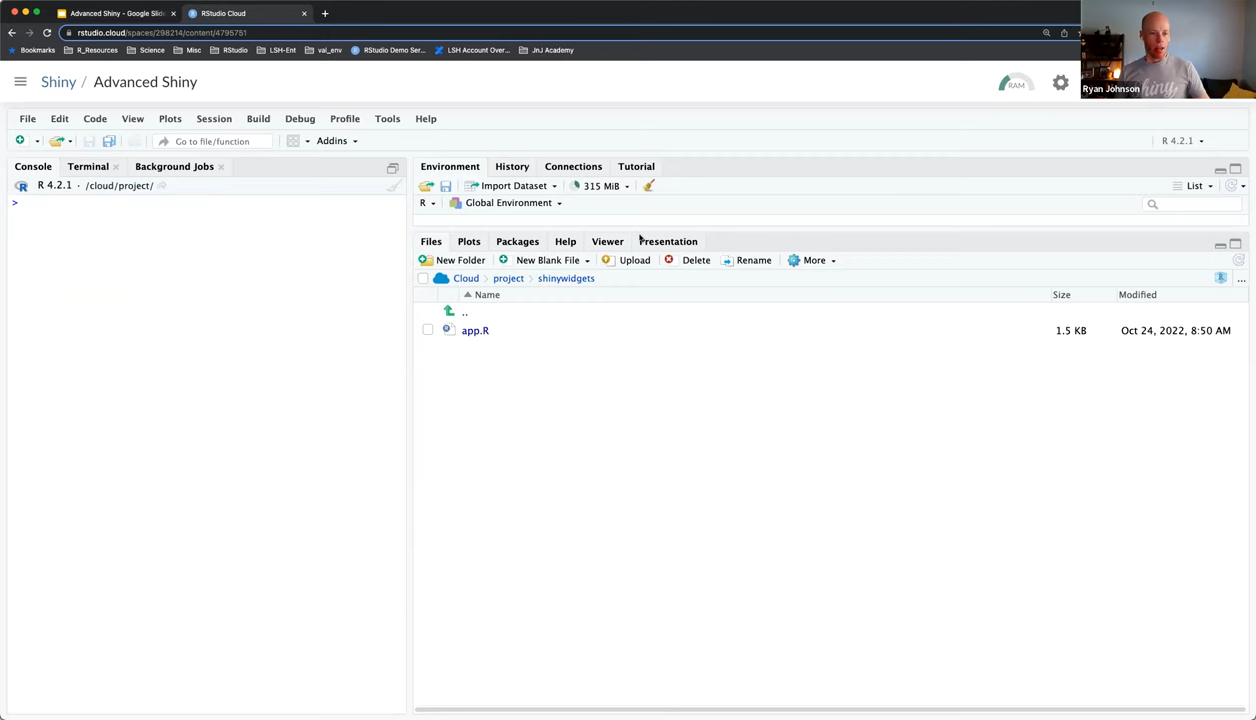 Advanced Shiny - Google Slide ×
RStudio Cloud ×
rstudio.cloud/spaces/298214/content/4795751
Bookmarks R_Resources Science Misc RStudio LSH-Ent val_env RStudio Demo Ser... LSH Account Over... JnJ Academy
Ryan Johnson
Shiny / Advanced Shiny
RAM
File Edit Code View Plots Session Build Debug Profile Tools Help
Go to file/function Addins R 4.2.1
Console Terminal Background Jobs
R 4.2.1 · /cloud/project/
>
Environment History Connections Tutorial
Import Dataset 315 MiB List
R Global Environment
Files Plots Packages Help Viewer Presentation
New Folder New Blank File Upload Delete Rename More
Cloud project shinywidgets ...
Name Size Modified
..
app.R 1.5 KB Oct 24, 2022, 8:50 AM